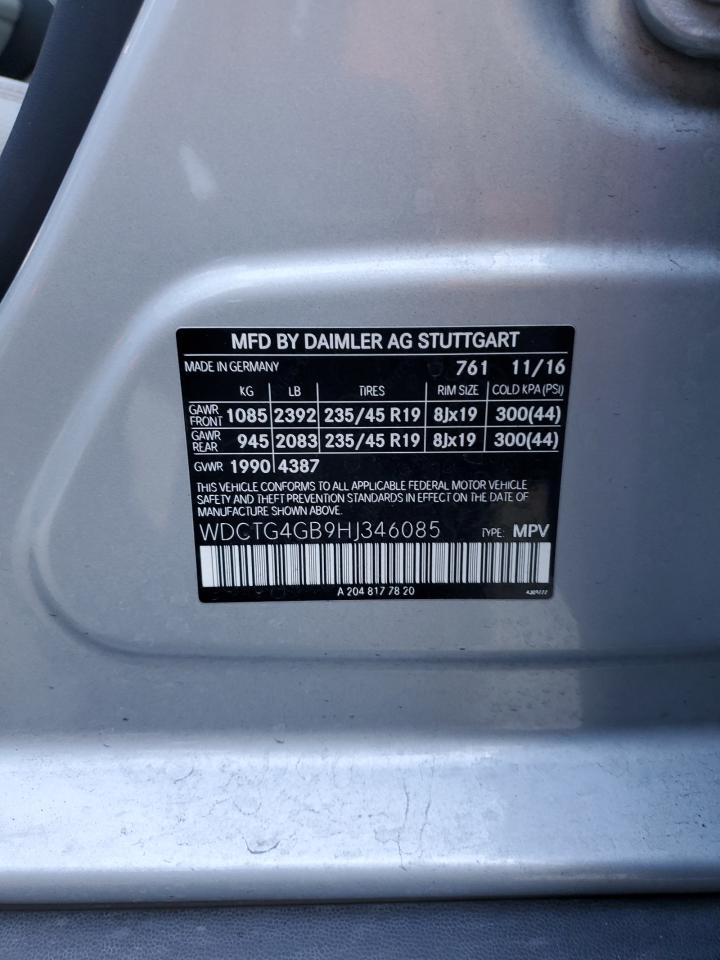 MFD BY DAIMLER AG STUTTGART
MADE IN GERMANY 761 11/16
KG LB TIRES RIM SIZE COLD KPA (PSI)
GAWR FRONT 1085 2392 235/45 R19 8Jx19 300(44)
GAWR REAR 945 2083 235/45 R19 8Jx19 300(44)
GVWR 1990 4387
THIS VEHICLE CONFORMS TO ALL APPLICABLE FEDERAL MOTOR VEHICLE
SAFETY AND THEFT PREVENTION STANDARDS IN EFFECT ON THE DATE OF
MANUFACTURE SHOWN ABOVE.
WDCTG4GB9HJ346085 TYPE: MPV
A 204 817 78 20